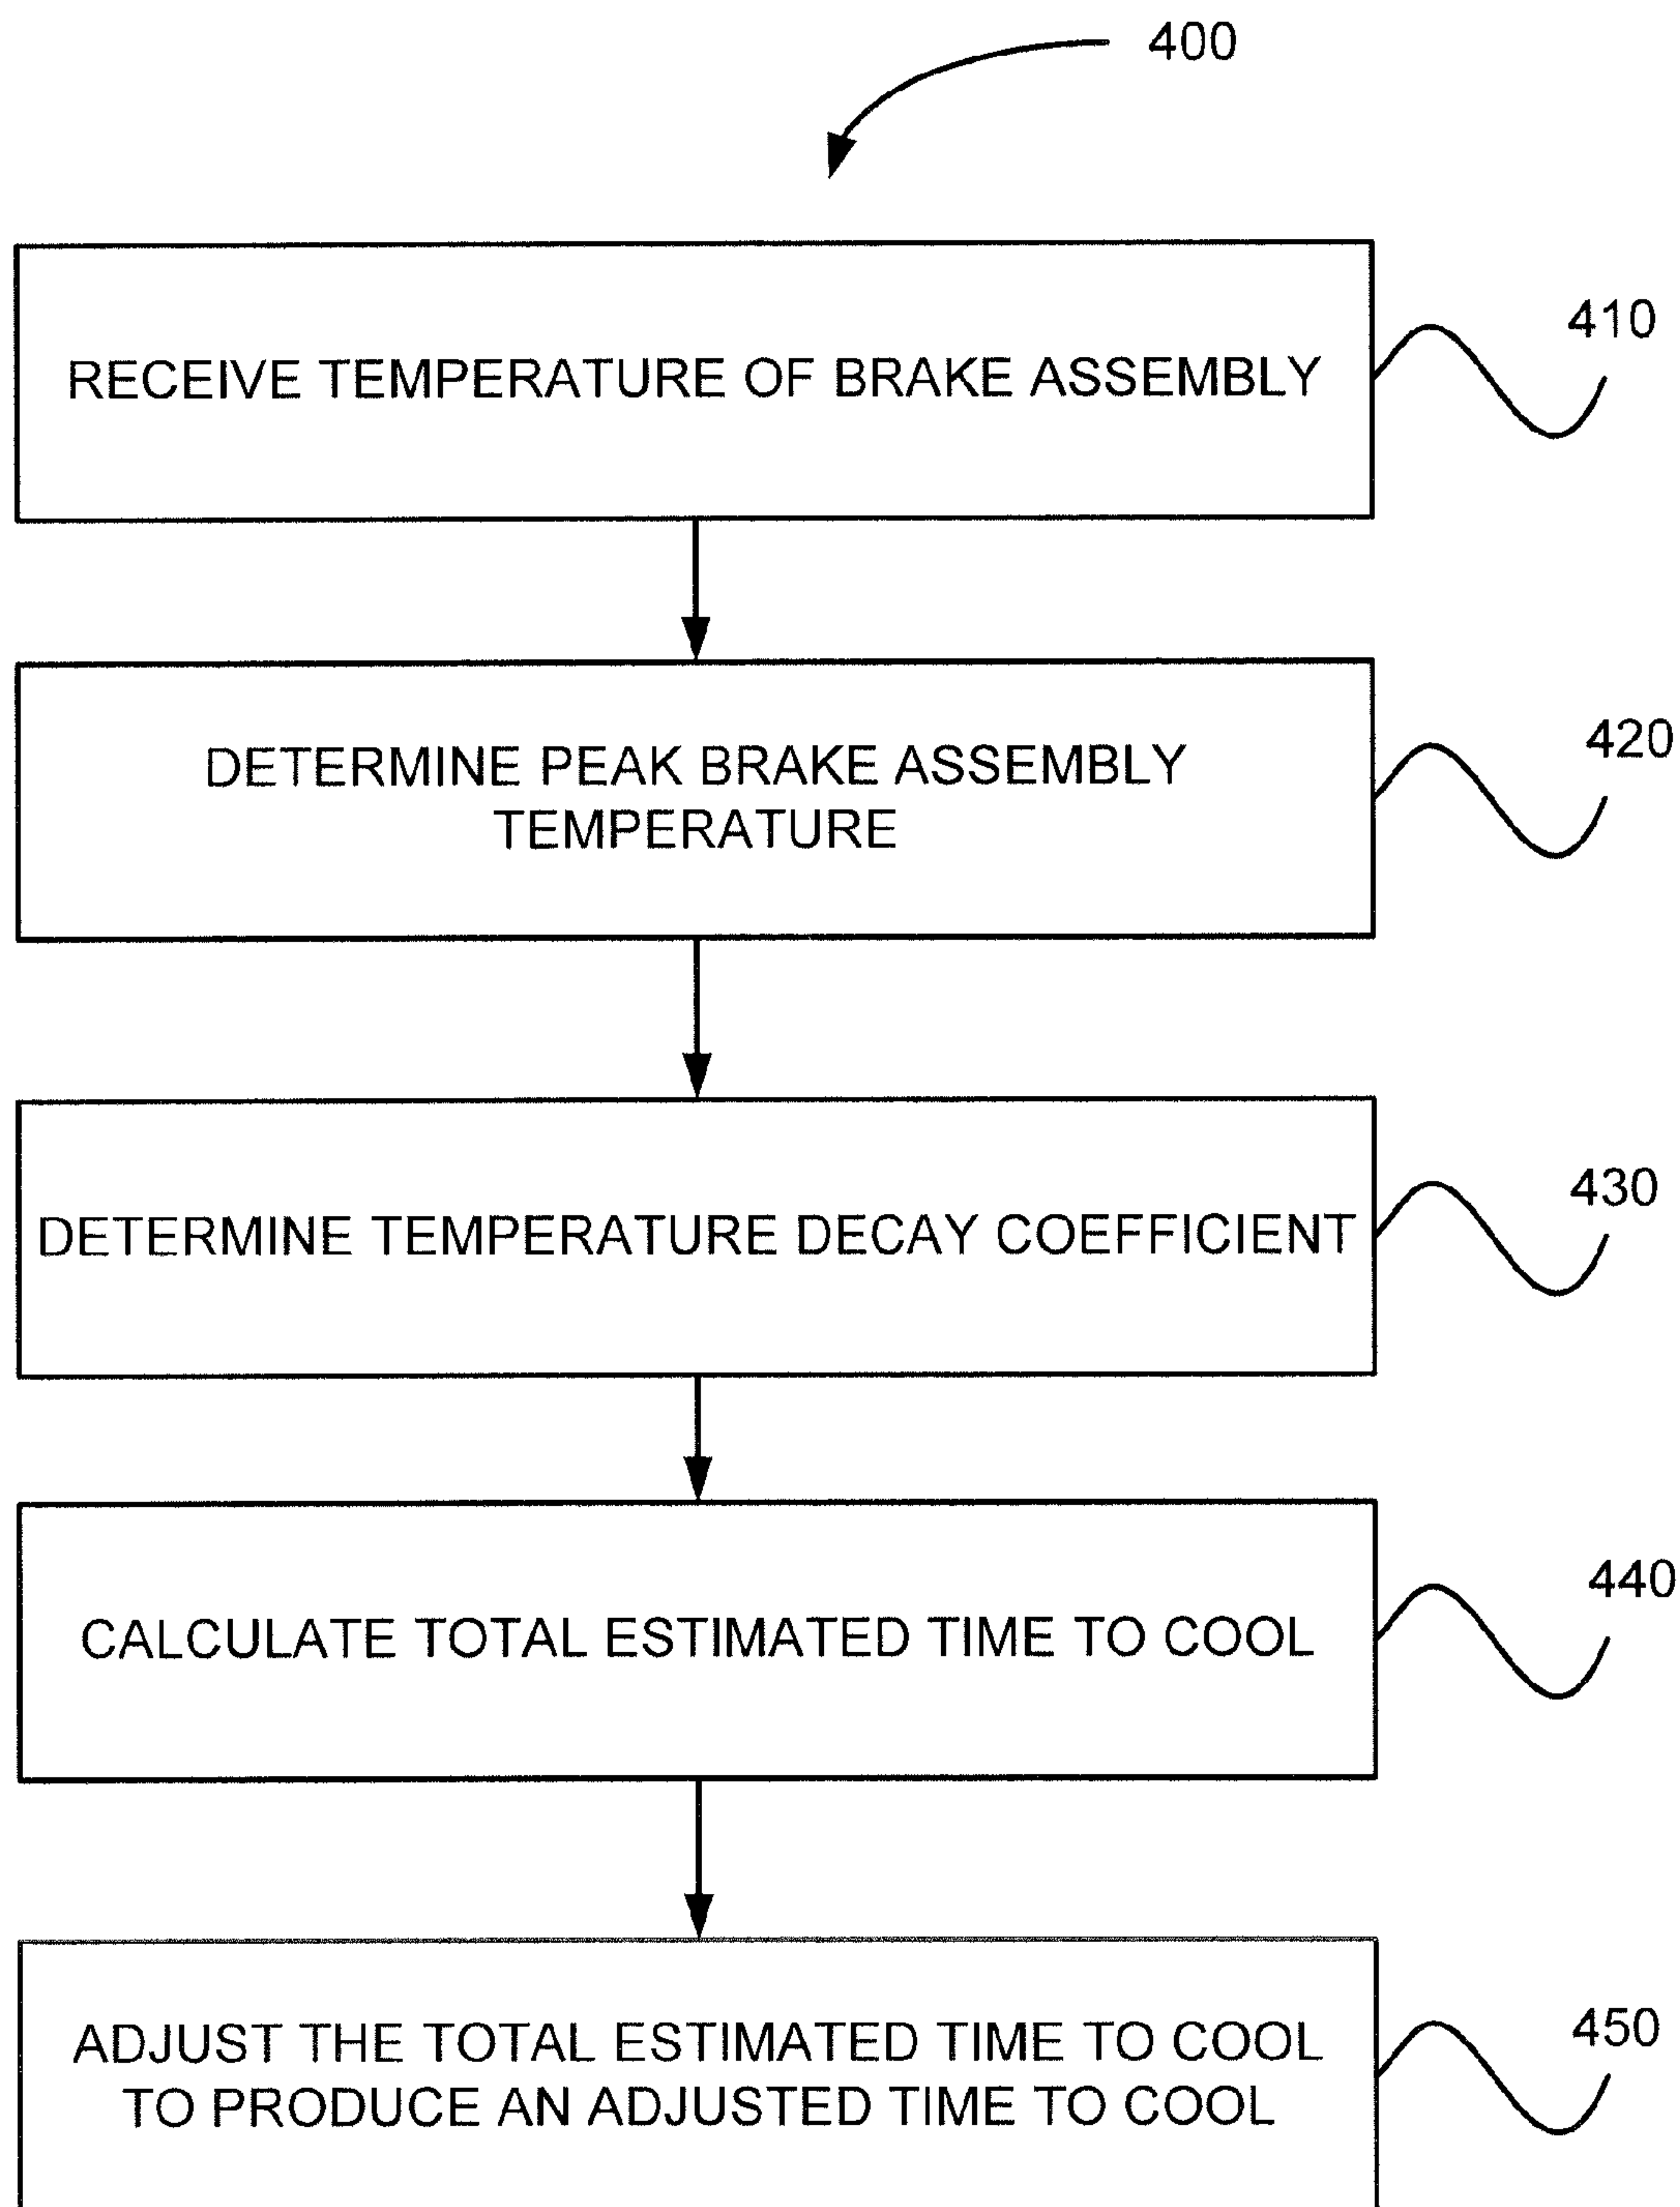 400
RECEIVE TEMPERATURE OF BRAKE ASSEMBLY
410
DETERMINE PEAK BRAKE ASSEMBLY
TEMPERATURE
420
DETERMINE TEMPERATURE DECAY COEFFICIENT
430
CALCULATE TOTAL ESTIMATED TIME TO COOL
440
ADJUST THE TOTAL ESTIMATED TIME TO COOL
TO PRODUCE AN ADJUSTED TIME TO COOL
450